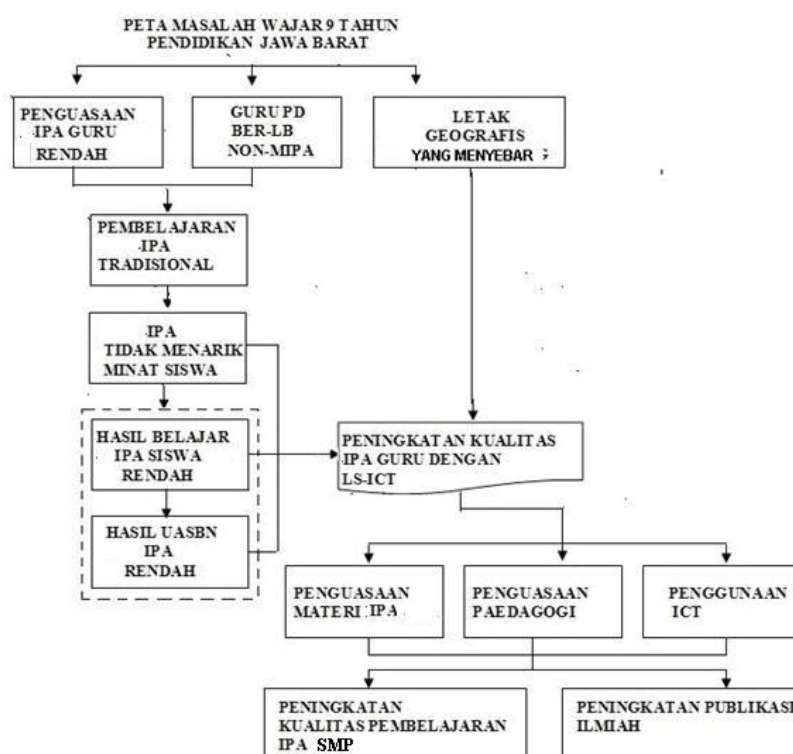 PETA MASALAH WAJAR 9 TAHUN
PENDIDIKAN JAWA BARAT
PENGUASAAN
IPA GURU
RENDAH
GURU PD
BER-LB
NON-MIPA
LETAK
GEOGRAFIS
YANG MENYEBAR ;
PEMBELAJARAN
IPA
TRADISIONAL
IPA
TIDAK MENARIK
MINAT SISWA
HASIL BELAJAR
IPA SISWA
RENDAH
HASIL UASBN
IPA
RENDAH
PENINGKATAN KUALITAS
IPA GURU DENGAN
LS-ICT
PENGUASAAN
MATERI IPA
PENGUASAAN
PAEDAGOGI
PENGGUNAAN
ICT
PENINGKATAN
KUALITAS PEMBELAJARAN
IPA SMP
PENINGKATAN PUBLIKASI
ILMIAH